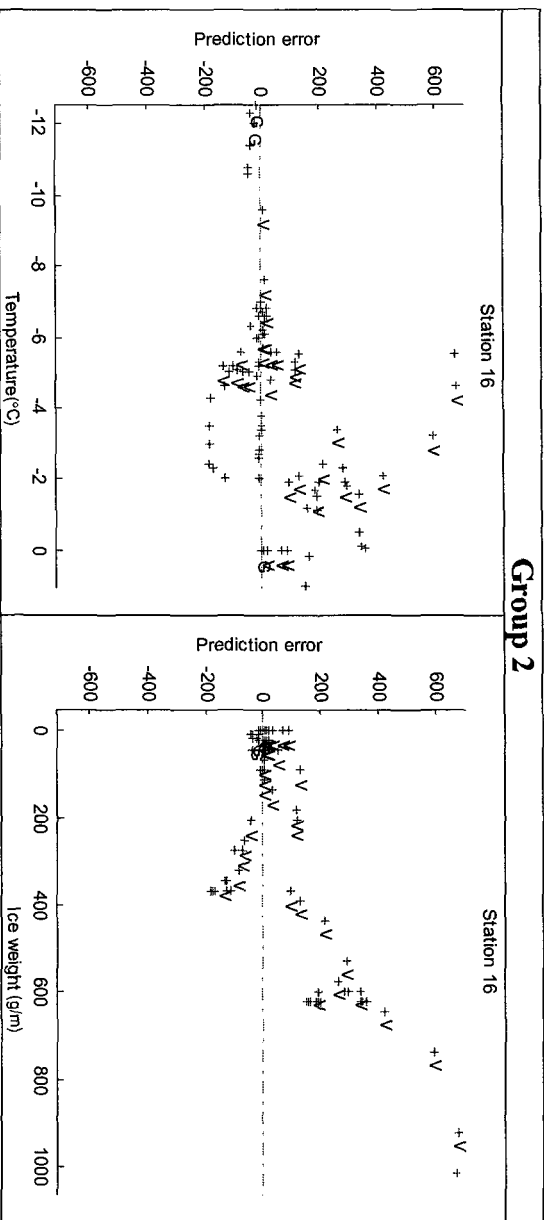 Group 2
Station 16
Prediction error
-600 -400 -200 0 200 400 600
-12 -10 -8 -6 -4 -2 0
Temperature(°C)
Station 16
Prediction error
-600 -400 -200 0 200 400 600
0 200 400 600 800 1000
Ice weight (g/m)